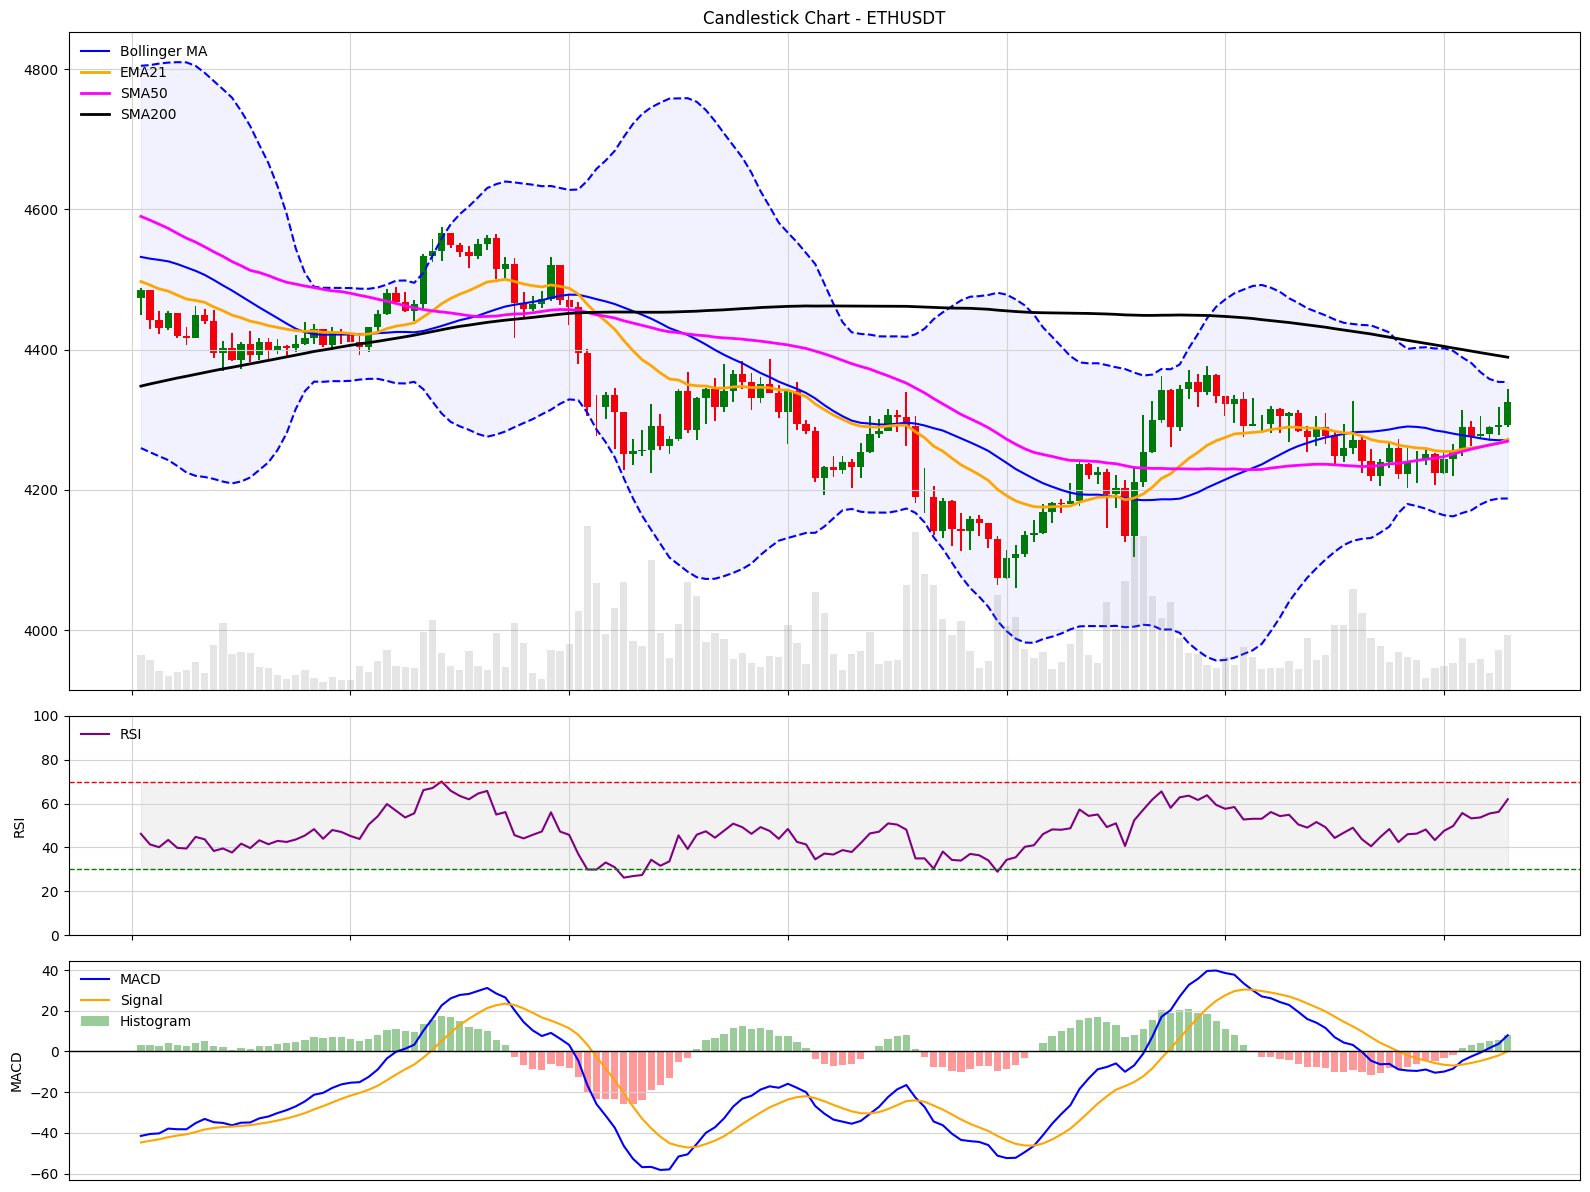 Candlestick Chart - ETHUSDT
Bollinger MA
EMA21
SMA50
SMA200
4800
4600
4400
4200
4000
RSI
100
80
60
40
20
0
RSI
MACD
Signal
Histogram
40
20
0
−20
−40
−60
MACD